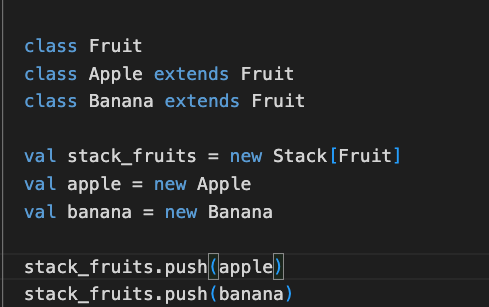 class Fruit
class Apple extends Fruit
class Banana extends Fruit
val stack_fruits = new Stack[Fruit]
val apple = new Apple
val banana = new Banana
stack_fruits.push(apple)
stack_fruits.push(banana)